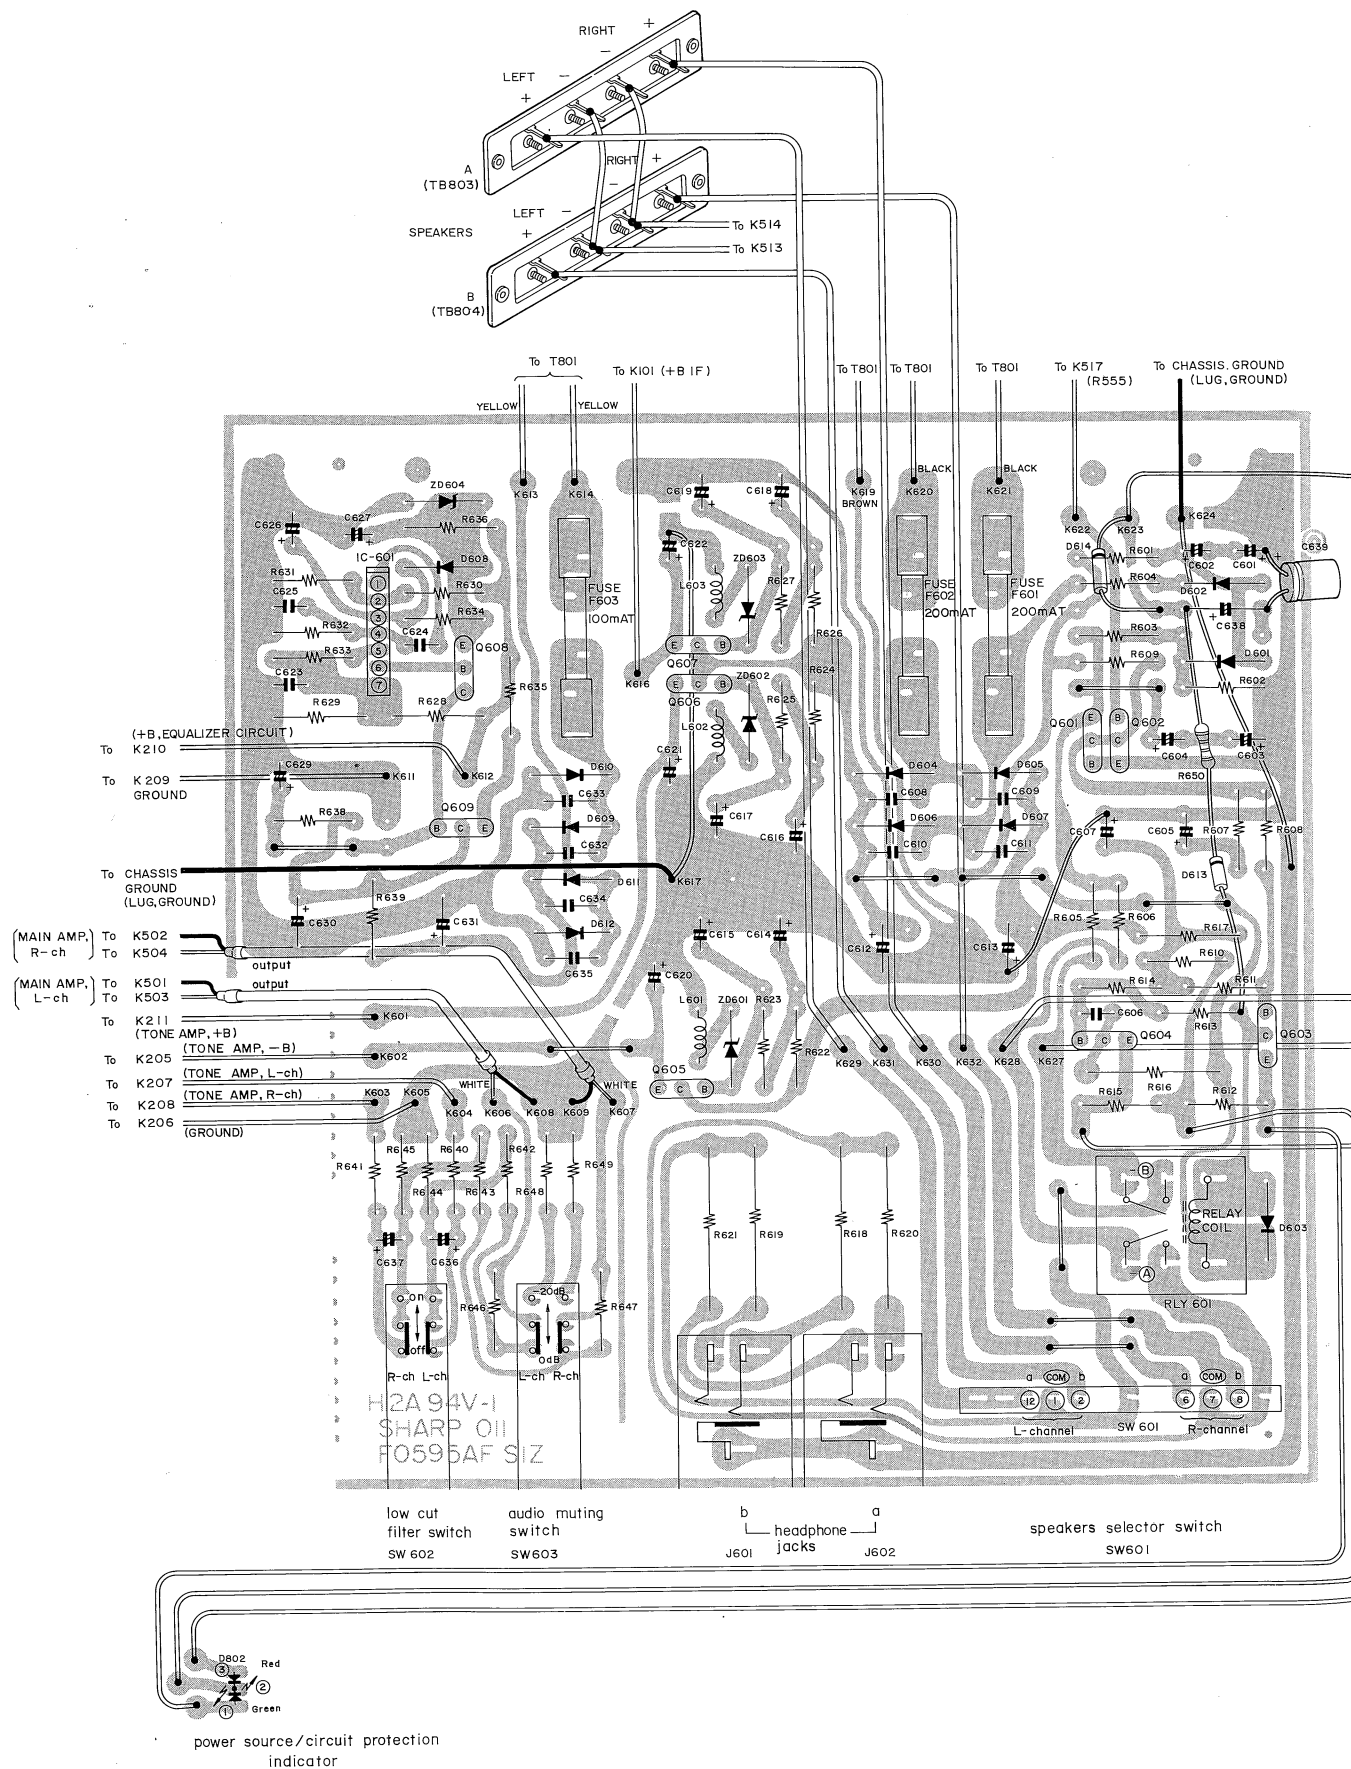 RIGHT +
−
LEFT −
+
A
(TB803)
RIGHT +
−
LEFT −
+
SPEAKERS
To K514
To K513
B
(TB804)
To T801
To K101 (+B 1F)
To T801
To T801
To T801
To K517
(R555)
To CHASSIS.GROUND
(LUG,GROUND)
YELLOW
YELLOW
BLACK
BLACK
BROWN
K613
K614
K619
K620
K621
K622
K623
K624
ZD604
C619
C618
C626
C627
R636
IC-601
D608
C622
ZD603
D614
R601
C602
C601
C639
R631
C625
R630
R634
L603
R627
R604
D602
FUSE
F603
100mAT
FUSE
F602
200mAT
FUSE
F601
200mAT
1
2
3
4
5
6
7
R632
C624
R626
R603
C638
R633
Q608
E
B
C
Q607
E C B
R624
R609
D601
C623
R635
K616
ZD602
E C B
Q606
R625
R602
R629
R628
L602
Q601
E
C
B
Q602
E
C
B
C604
C603
R650
(+B,EQUALIZER CIRCUIT)
To K210
To K209
GROUND
C629
K611
K612
D610
C621
D604
D605
C633
C608
C609
R638
Q609
B C E
D609
C617
C616
D606
D607
C607
C605
R607
R608
C632
C610
C611
To CHASSIS
GROUND
(LUG,GROUND)
D611
K617
D613
R639
C634
C630
C631
D612
C615
C614
C612
C613
R605
R606
R617
R610
(MAIN AMP, R-ch)
To K502
To K504
output
C635
C620
R614
R611
(MAIN AMP, L-ch)
To K501
To K503
output
L601
ZD601
R623
C606
R613
To K211
(TONE AMP,+B)
K601
Q604
B C E
Q603
B
C
E
(TONE AMP, −B)
To K205
K602
R622
K629
K631
K630
K632
K628
K627
(TONE AMP, L-ch)
To K207
WHITE
WHITE
Q605
E C B
R616
(TONE AMP, R-ch)
To K208
K603
K605
K604
K606
K608
K609
K607
R615
R612
To K206
(GROUND)
R641
R645
R640
R642
R649
R644
R643
R648
B
A
RELAY
COIL
D603
RLY 601
R621
R619
R618
R620
C637
C636
R646
R647
on
off
−20dB
0dB
R-ch L-ch
L-ch R-ch
a COM b
12 1 2
L-channel
SW 601
a COM b
6 7 8
R-channel
H2A 94V-1
SHARP 011
F0595AF S1Z
low cut
filter switch
SW 602
audio muting
switch
SW603
b
a
headphone
jacks
J601
J602
speakers selector switch
SW601
D802
3
Red
2
1
Green
power source/circuit protection
indicator